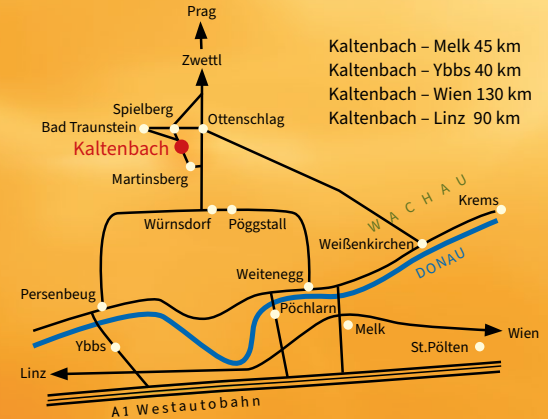 Prag
Zwettl
Kaltenbach – Melk 45 km
Kaltenbach – Ybbs 40 km
Kaltenbach – Wien 130 km
Kaltenbach – Linz 90 km
Spielberg
Ottenschlag
Bad Traunstein
Kaltenbach
Martinsberg
WACHAU
Krems
Würnsdorf
Pöggstall
Weißenkirchen
DONAU
Weitenegg
Persenbeug
Pöchlarn
Melk
Wien
Ybbs
St.Pölten
Linz
A1 Westautobahn